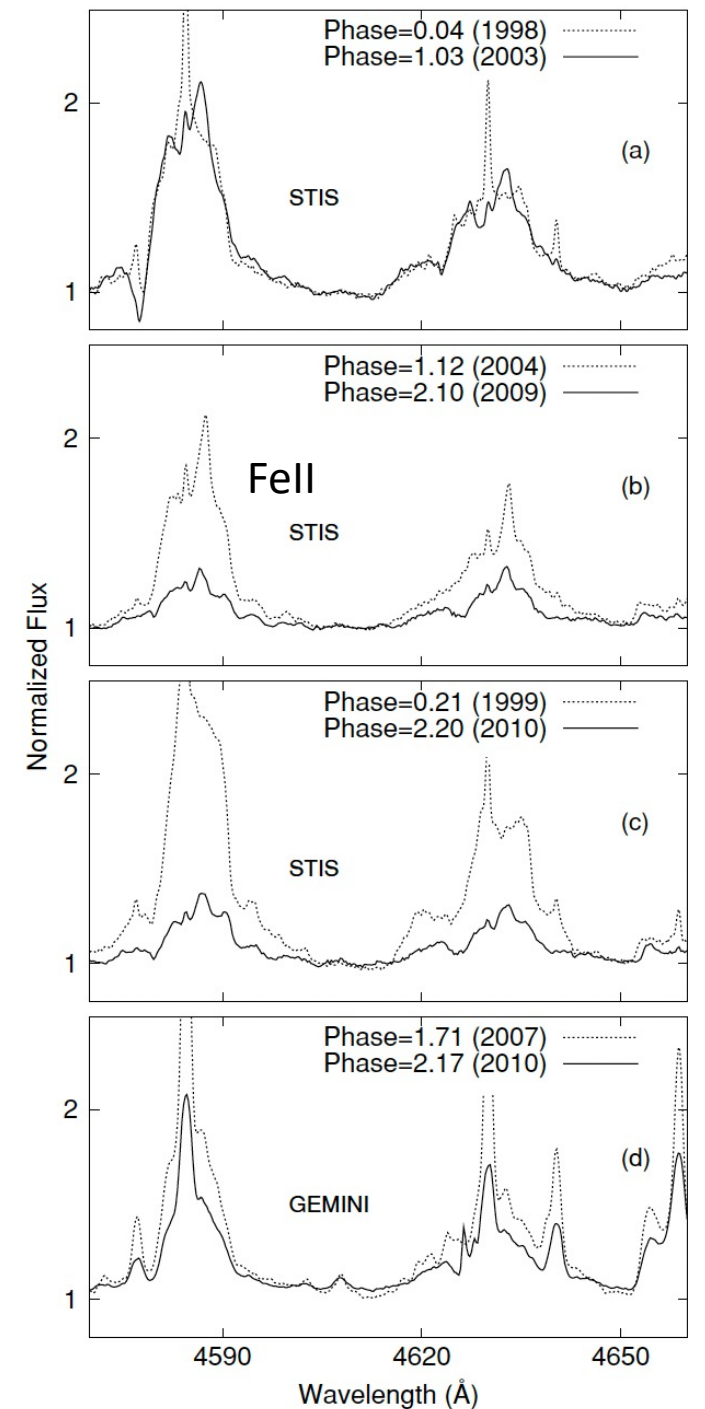 Phase=0.04 (1998)
Phase=1.03 (2003)
2
(a)
STIS
1
Phase=1.12 (2004)
Phase=2.10 (2009)
2
FeII
(b)
STIS
1
Phase=0.21 (1999)
Phase=2.20 (2010)
2
(c)
STIS
1
Phase=1.71 (2007)
Phase=2.17 (2010)
2
(d)
GEMINI
1
Normalized Flux
4590 4620 4650
Wavelength (Å)